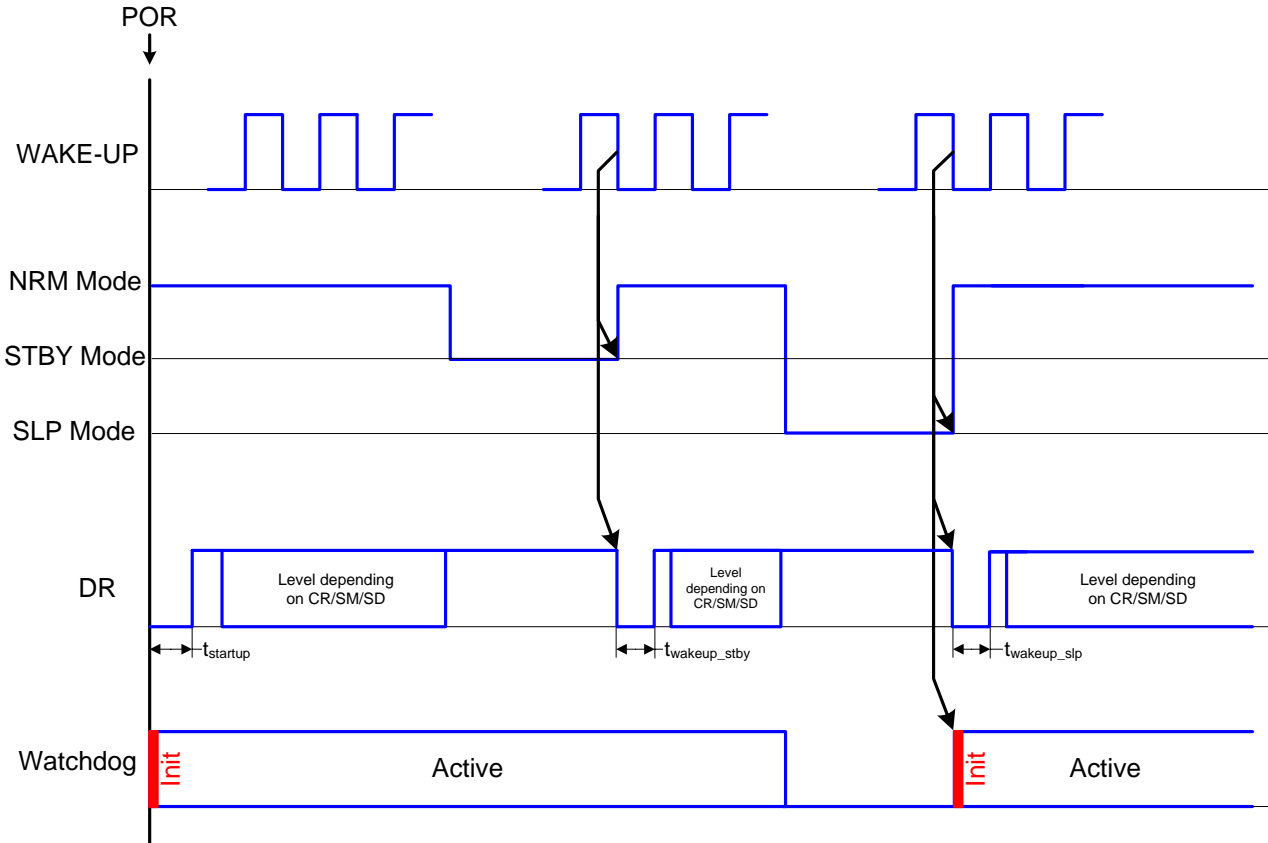 POR
WAKE-UP
NRM Mode
STBY Mode
SLP Mode
DR
Level depending
on CR/SM/SD
Level
depending on
CR/SM/SD
Level depending
on CR/SM/SD
tstartup
twakeup_stby
twakeup_slp
Watchdog
Init
Active
Init
Active